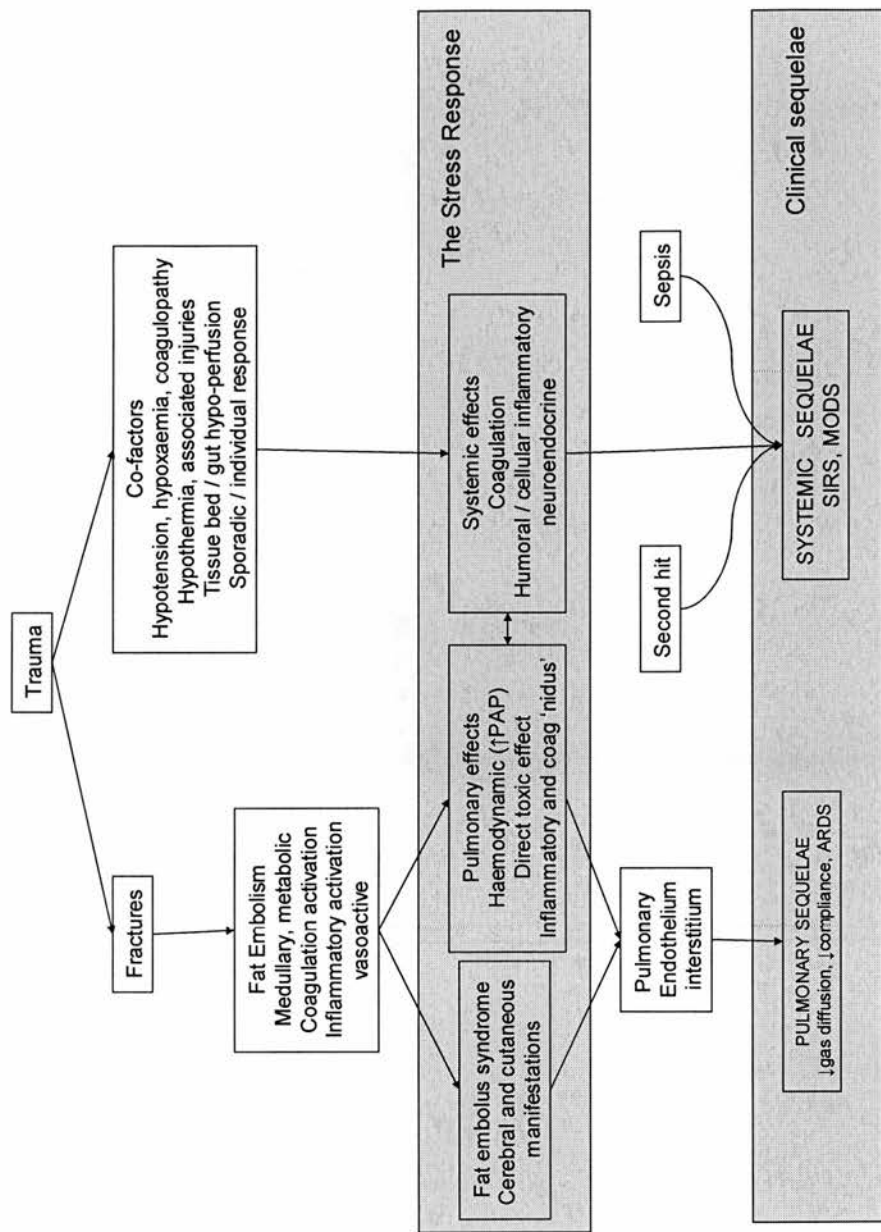 Trauma
Fractures
Co-factors
Hypotension, hypoxaemia, coagulopathy
Hypothermia, associated injuries
Tissue bed / gut hypo-perfusion
Sporadic / individual response
Fat Embolism
Medullary, metabolic
Coagulation activation
Inflammatory activation
vasoactive
The Stress Response
Fat embolus syndrome
Cerebral and cutaneous
manifestations
Pulmonary effects
Haemodynamic (↑PAP)
Direct toxic effect
Inflammatory and coag ‘nidus’
Systemic effects
Coagulation
Humoral / cellular inflammatory
neuroendocrine
Pulmonary
Endothelium
interstitium
Second hit
Sepsis
Clinical sequelae
PULMONARY SEQUELAE
↓gas diffusion, ↓compliance, ARDS
SYSTEMIC SEQUELAE
SIRS, MODS